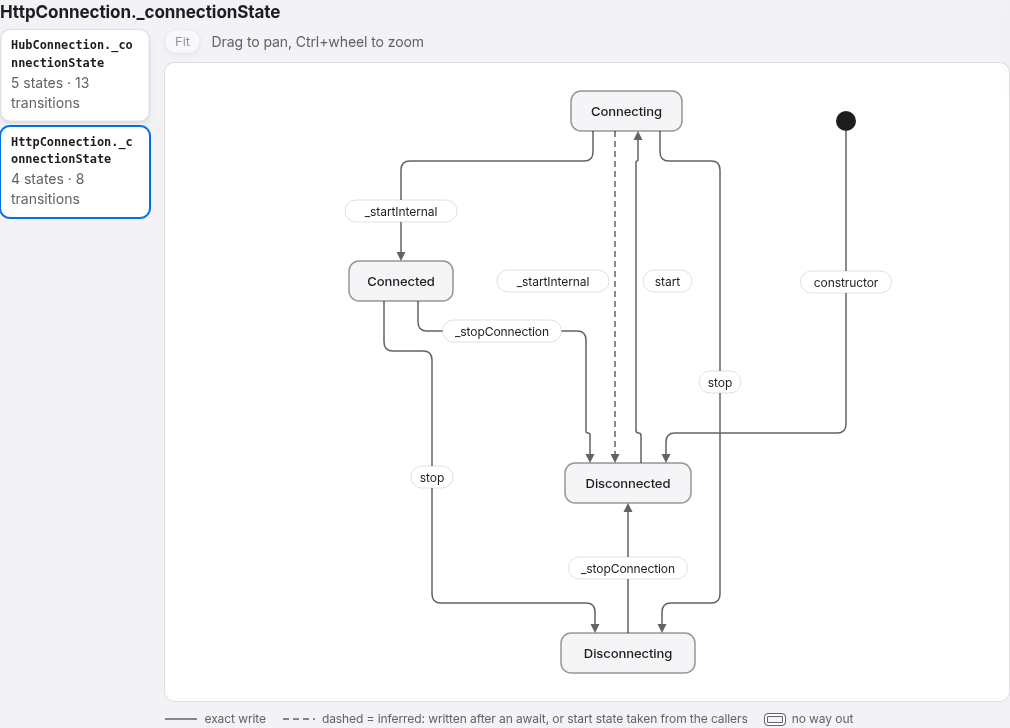 HttpConnection._connectionState
HubConnection._co
nnectionState
5 states · 13
transitions
HttpConnection._c
onnectionState
4 states · 8
transitions
Fit
Drag to pan, Ctrl+wheel to zoom
Connecting
_startInternal
Connected
_startInternal
start
constructor
_stopConnection
stop
stop
Disconnected
_stopConnection
Disconnecting
exact write
dashed = inferred: written after an await, or start state taken from the callers
no way out